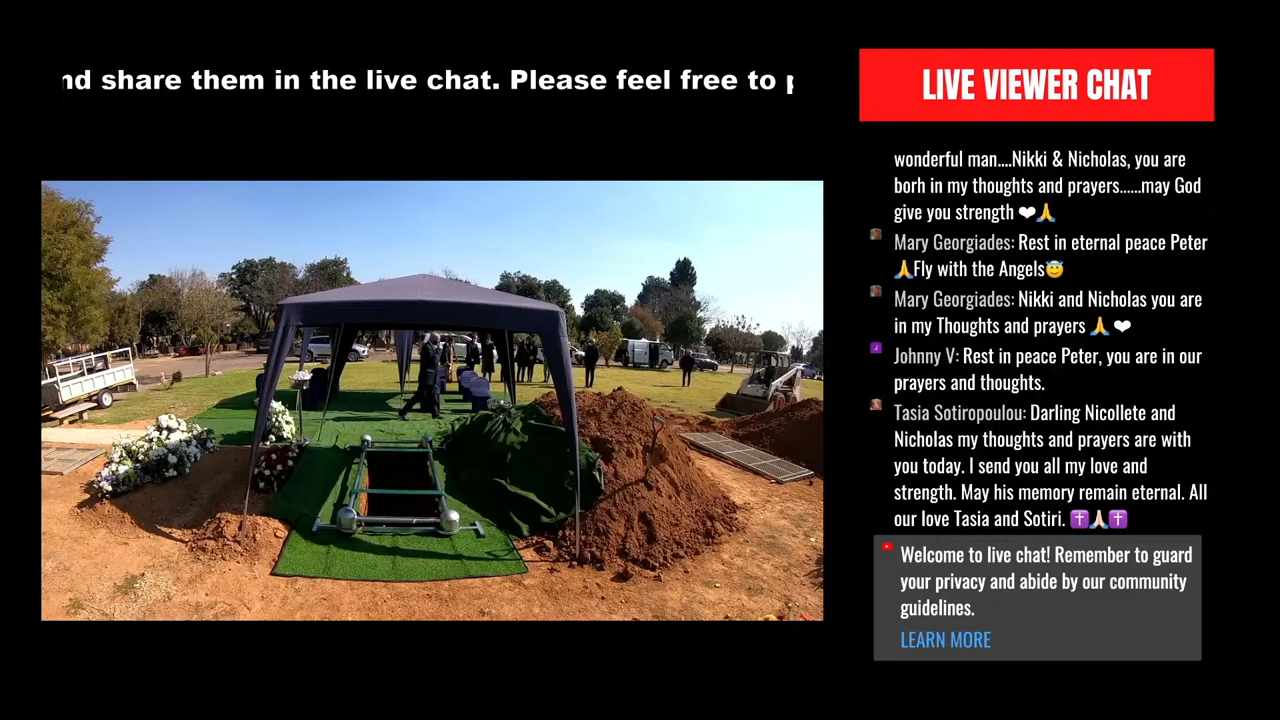 nd share them in the live chat. Please feel free to
LIVE VIEWER CHAT
wonderful man....Nikki & Nicholas, you are
borh in my thoughts and prayers......may God
give you strength ❤🙏
Mary Georgiades: Rest in eternal peace Peter
🙏Fly with the Angels😇
Mary Georgiades: Nikki and Nicholas you are
in my Thoughts and prayers 🙏 ❤
Johnny V: Rest in peace Peter, you are in our
prayers and thoughts.
Tasia Sotiropoulou: Darling Nicollete and
Nicholas my thoughts and prayers are with
you today. I send you all my love and
strength. May his memory remain eternal. All
our love Tasia and Sotiri. ✝️🙏🏻✝️
Welcome to live chat! Remember to guard
your privacy and abide by our community
guidelines.
LEARN MORE